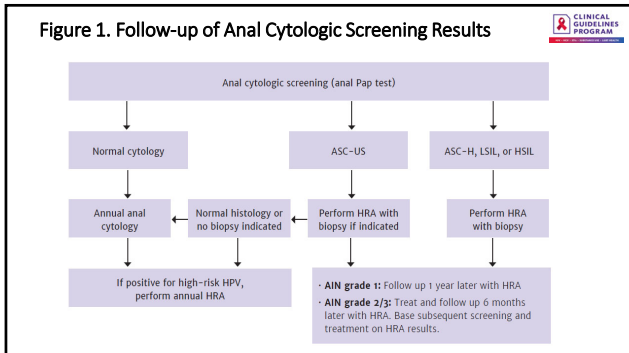 Figure 1. Follow-up of Anal Cytologic Screening Results
CLINICAL
GUIDELINES
PROGRAM
Anal cytologic screening (anal Pap test)
Normal cytology
ASC-US
ASC-H, LSIL, or HSIL
Annual anal
cytology
Normal histology or
no biopsy indicated
Perform HRA with
biopsy if indicated
Perform HRA
with biopsy
If positive for high-risk HPV,
perform annual HRA
· AIN grade 1: Follow up 1 year later with HRA
· AIN grade 2/3: Treat and follow up 6 months
later with HRA. Base subsequent screening and
treatment on HRA results.